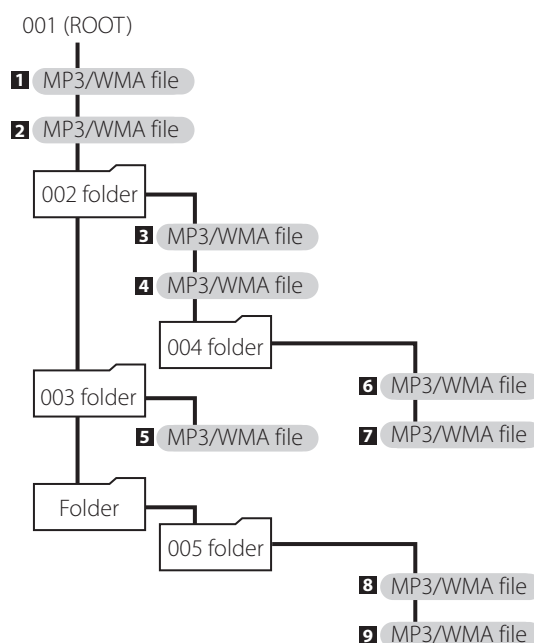 001 (ROOT)
1 MP3/WMA file
2 MP3/WMA file
002 folder
3 MP3/WMA file
4 MP3/WMA file
004 folder
6 MP3/WMA file
003 folder
5 MP3/WMA file
7 MP3/WMA file
Folder
005 folder
8 MP3/WMA file
9 MP3/WMA file